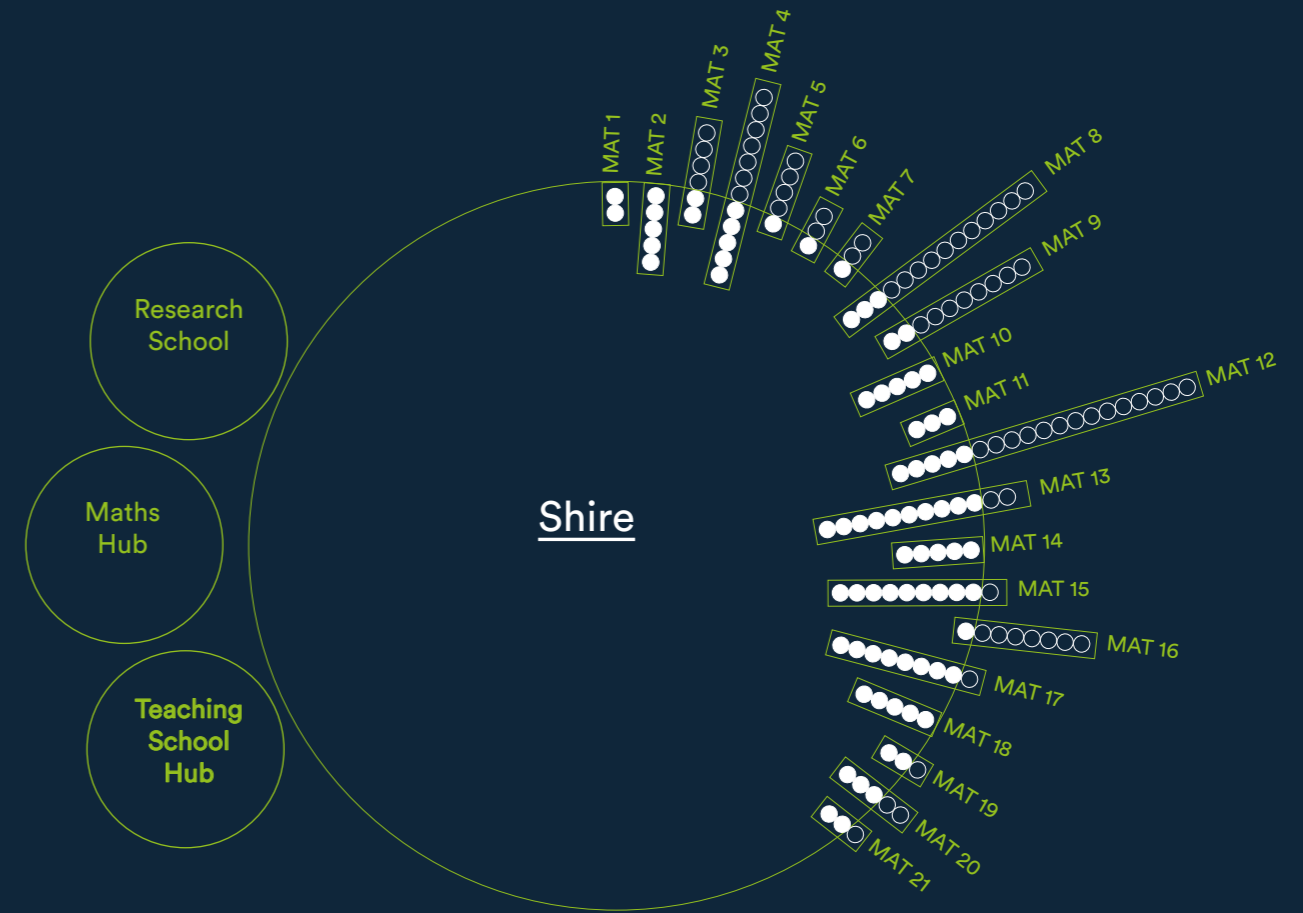 MAT 1
MAT 2
MAT 3
MAT 4
MAT 5
MAT 6
MAT 7
MAT 8
MAT 9
MAT 10
MAT 11
MAT 12
MAT 13
MAT 14
MAT 15
MAT 16
MAT 17
MAT 18
MAT 19
MAT 20
MAT 21
Research
School
Maths
Hub
Teaching
School
Hub
Shire